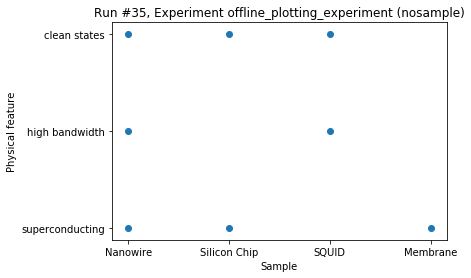 Run #35, Experiment offline_plotting_experiment (nosample)
clean states
high bandwidth
superconducting
Physical feature
Nanowire Silicon Chip SQUID Membrane
Sample